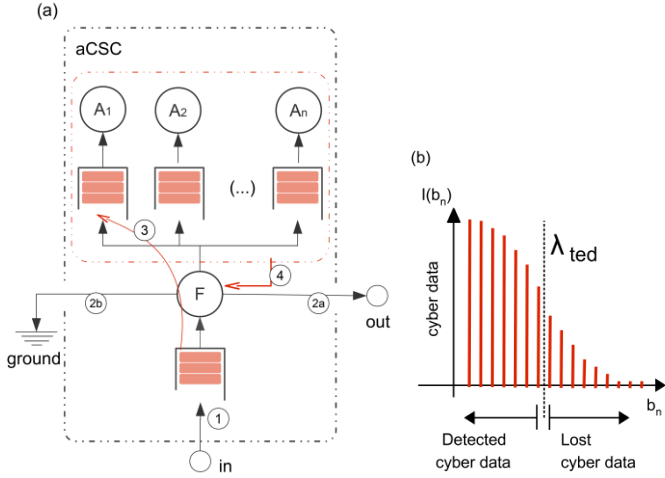 (a)
aCSC
A1
A2
An
(...)
3
4
F
2b
2a
ground
out
1
in
(b)
I(bn)
λ ted
cyber data
bn
Detected
cyber data
Lost
cyber data